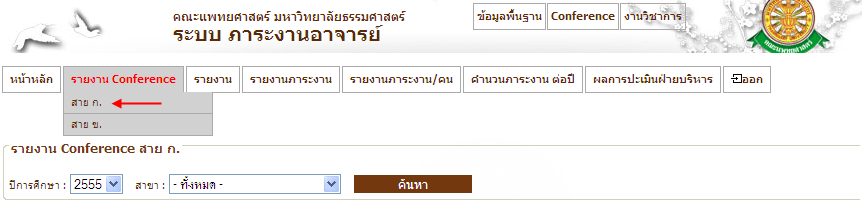 คณะแพทยศาสตร์ มหาวิทยาลัยธรรมศาสตร์
ระบบ ภาระงานอาจารย์
ข้อมูลพื้นฐาน Conference งานวิชาการ
หน้าหลัก รายงาน Conference รายงาน รายงานภาระงาน รายงานภาระงาน/คน คำนวนภาระงาน ต่อปี ผลการประเมินฝ่ายบริหาร ออก
สาย ก.
สาย ข.
รายงาน Conference สาย ก.
ปีการศึกษา : 2555 สาขา : - ทั้งหมด - ค้นหา